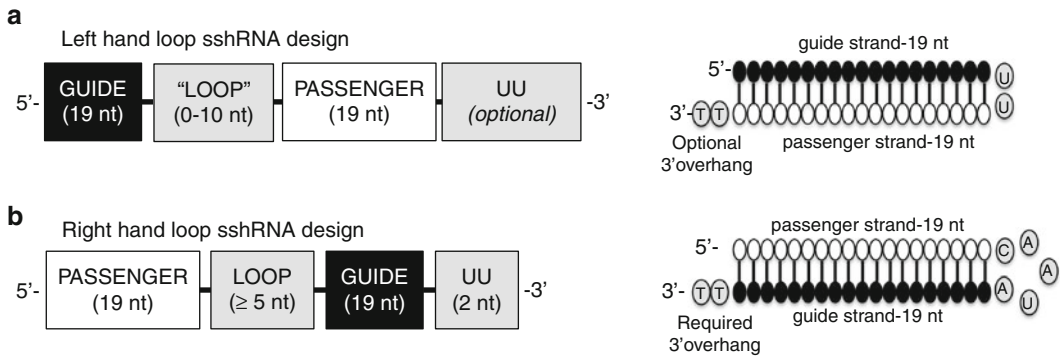 a
Left hand loop sshRNA design
5'-
GUIDE
(19 nt)
"LOOP"
(0-10 nt)
PASSENGER
(19 nt)
UU
(optional)
-3'
guide strand-19 nt
5'-
U
U
3'-
T T
Optional
3'overhang
passenger strand-19 nt
b
Right hand loop sshRNA design
5'-
PASSENGER
(19 nt)
LOOP
(≥ 5 nt)
GUIDE
(19 nt)
UU
(2 nt)
-3'
passenger strand-19 nt
5'-
C
A
A
U
A
3'-
T T
Required
3'overhang
guide strand-19 nt